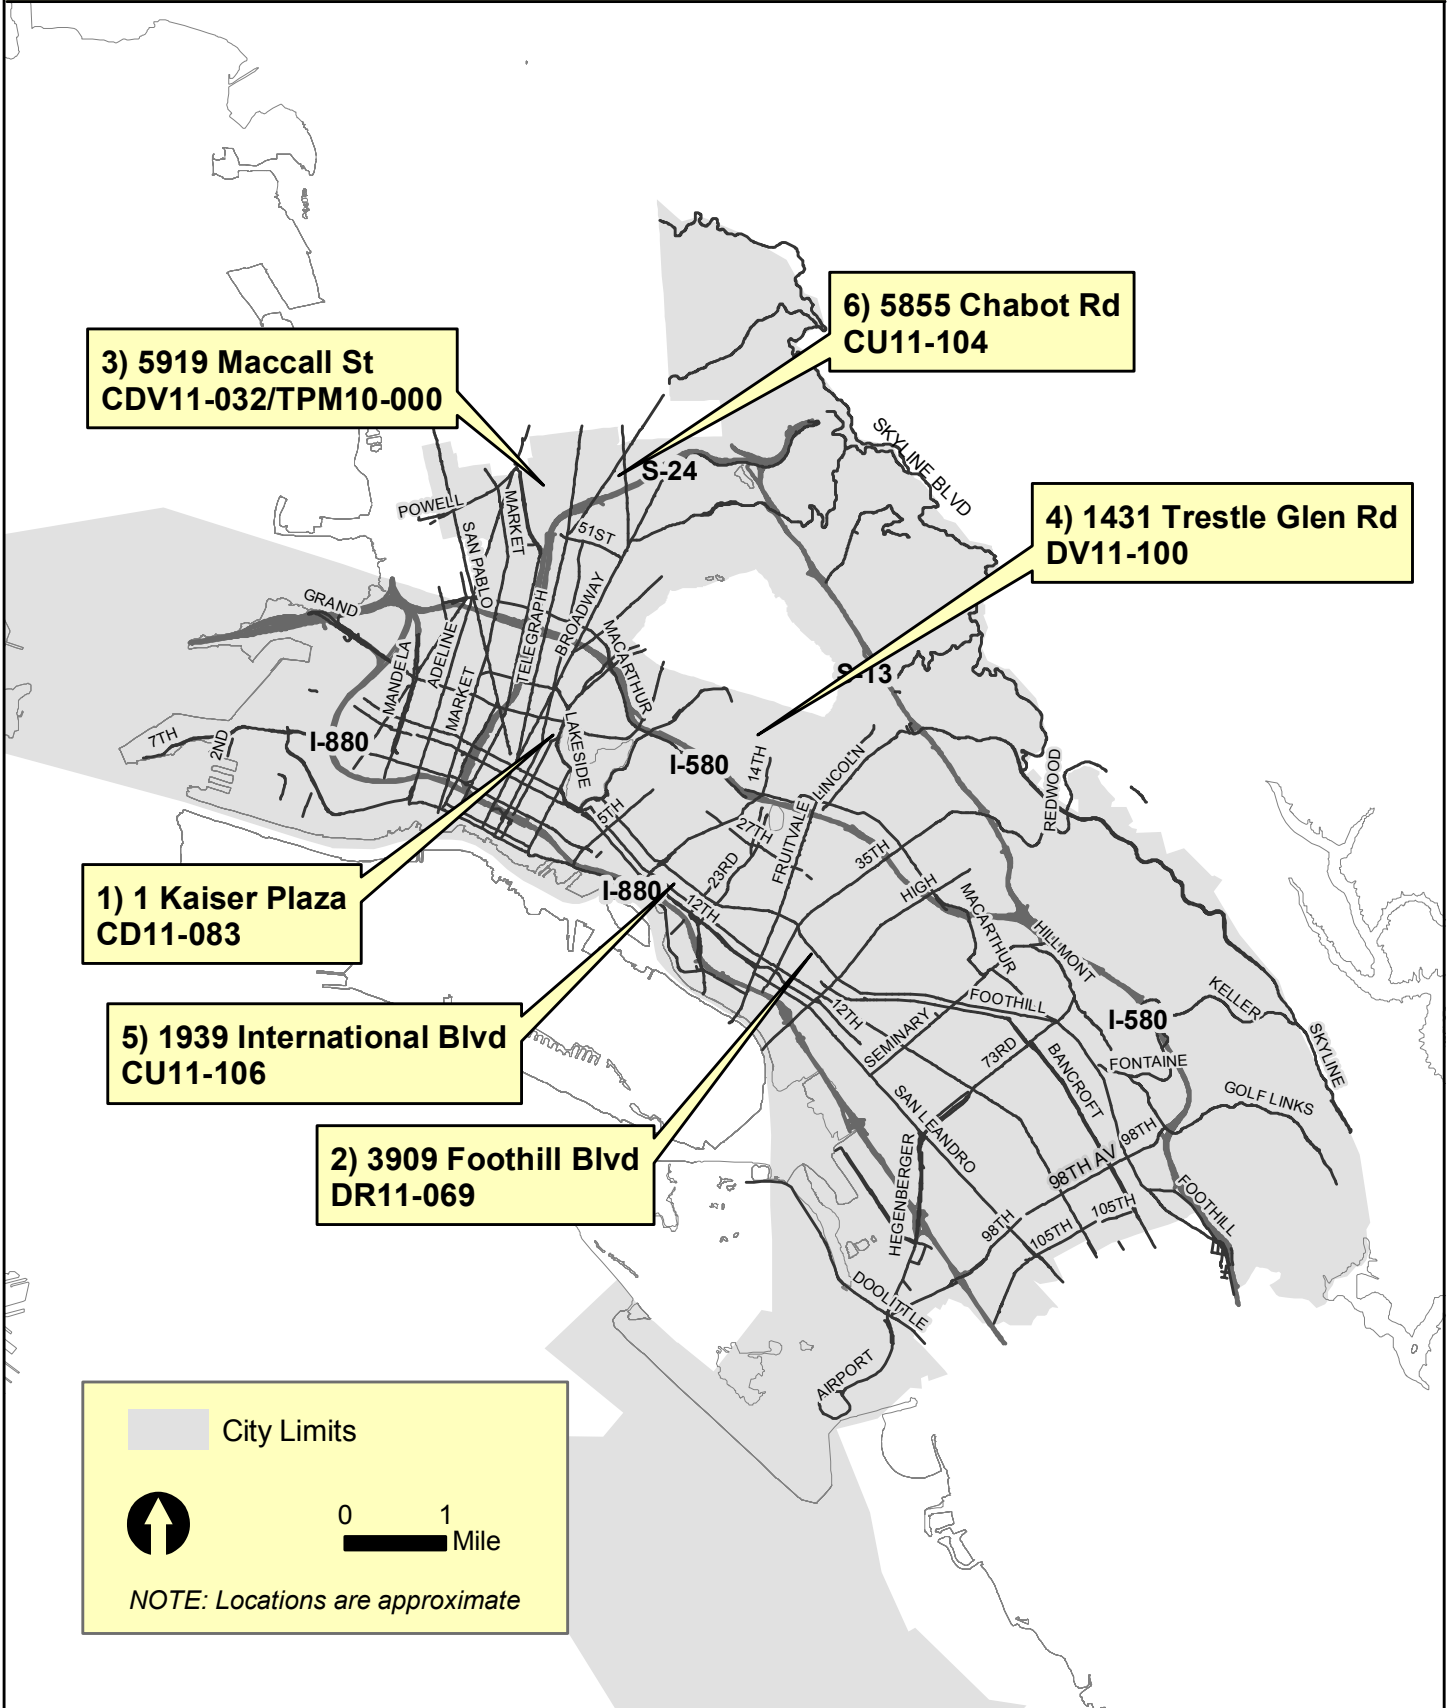 6) 5855 Chabot Rd
CU11-104
3) 5919 Maccall St
CDV11-032/TPM10-000
SKYLINE BLVD
S-24
4) 1431 Trestle Glen Rd
DV11-100
POWELL
MARKET
51ST
SAN PABLO
GRAND
TELEGRAPH
BROADWAY
MACARTHUR
ADELINE
MANDELA
MARKET
S-13
LAKESIDE
7TH
2ND
I-880
I-580
14TH
LINCOLN
REDWOOD
5TH
27TH
FRUITVALE
35TH
23RD
HIGH
1) 1 Kaiser Plaza
CD11-083
I-880
12TH
MACARTHUR
HILLMONT
KELLER
FOOTHILL
12TH
I-580
SKYLINE
5) 1939 International Blvd
CU11-106
SEMINARY
73RD
BANCROFT
FONTAINE
GOLF LINKS
SAN LEANDRO
98TH
2) 3909 Foothill Blvd
DR11-069
HEGENBERGER
98TH AV
FOOTHILL
98TH
105TH
105TH
DOOLITTLE
AIRPORT
City Limits
0 1
Mile
NOTE: Locations are approximate